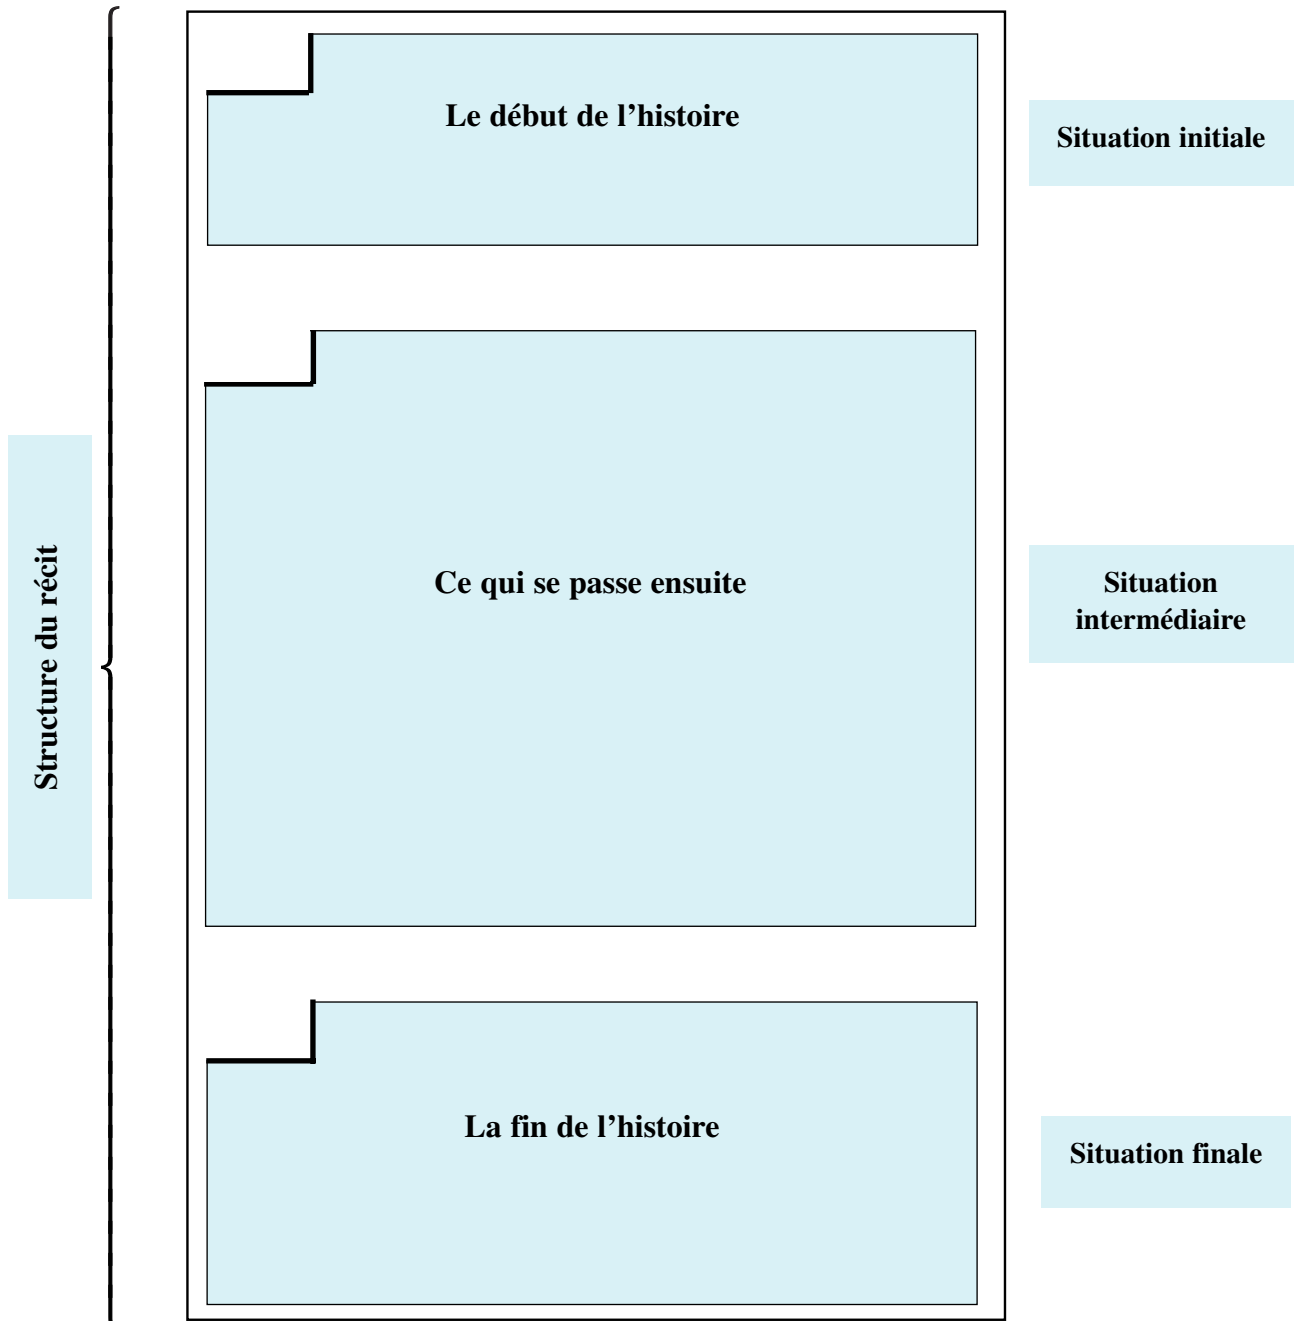 Structure du récit
Le début de l’histoire
Situation initiale
Ce qui se passe ensuite
Situation
intermédiaire
La fin de l’histoire
Situation finale